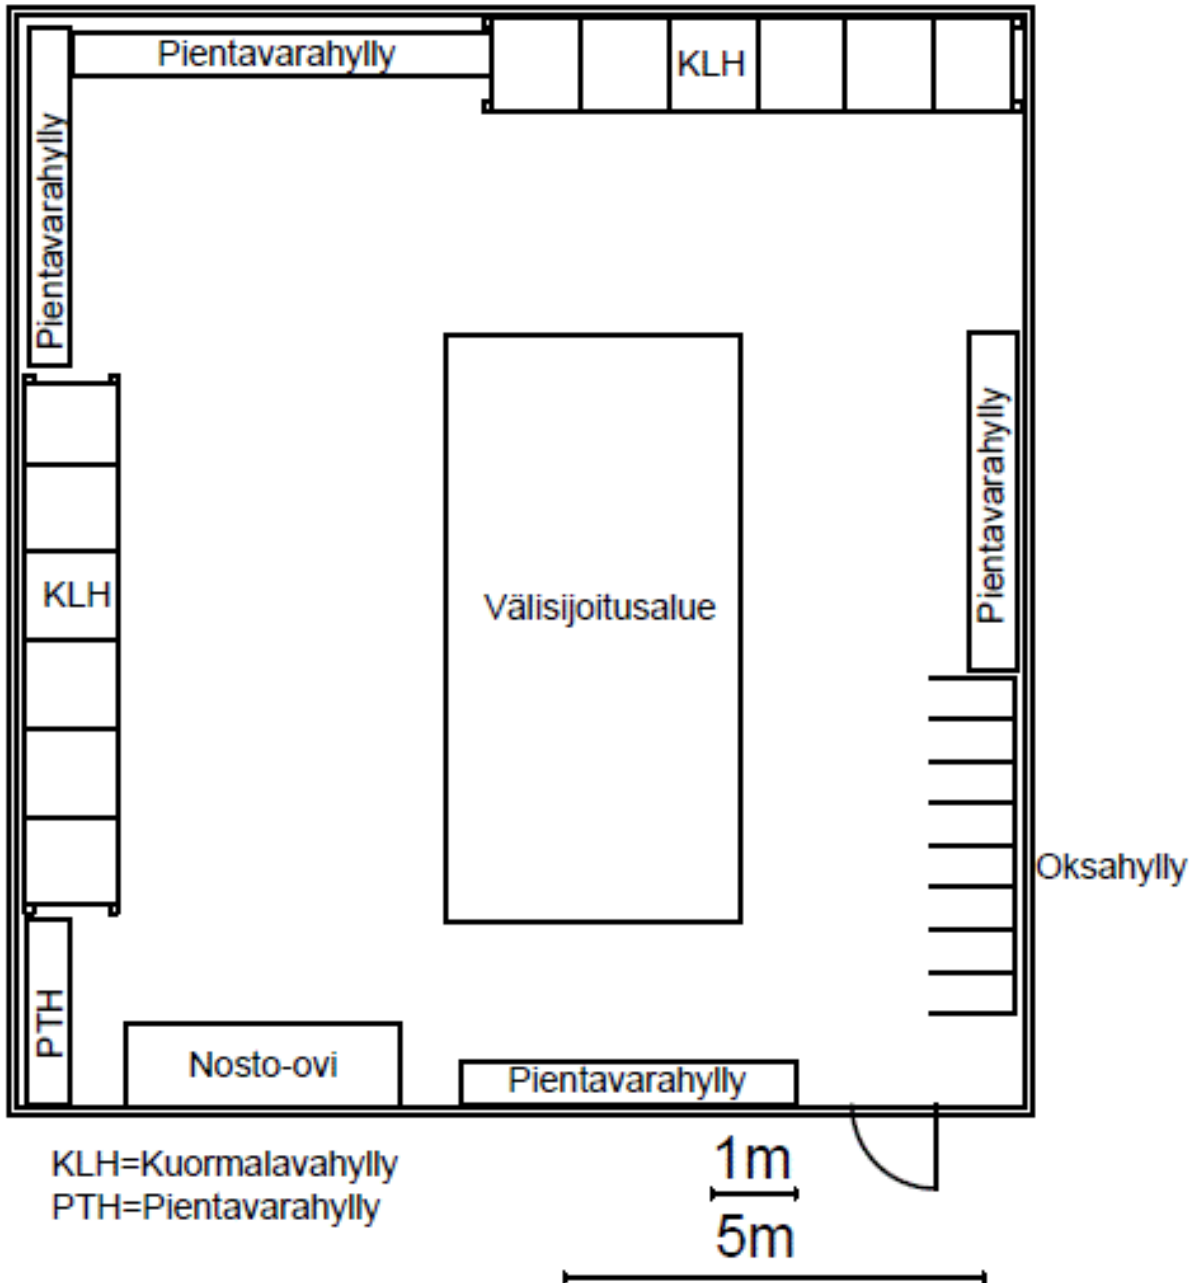 Pientavarahylly
KLH
Pientavarahylly
Pientavarahylly
KLH
Välisijoitusalue
Oksahylly
PTH
Nosto-ovi
Pientavarahylly
KLH=Kuormalavahylly
PTH=Pientavarahylly
1m
5m